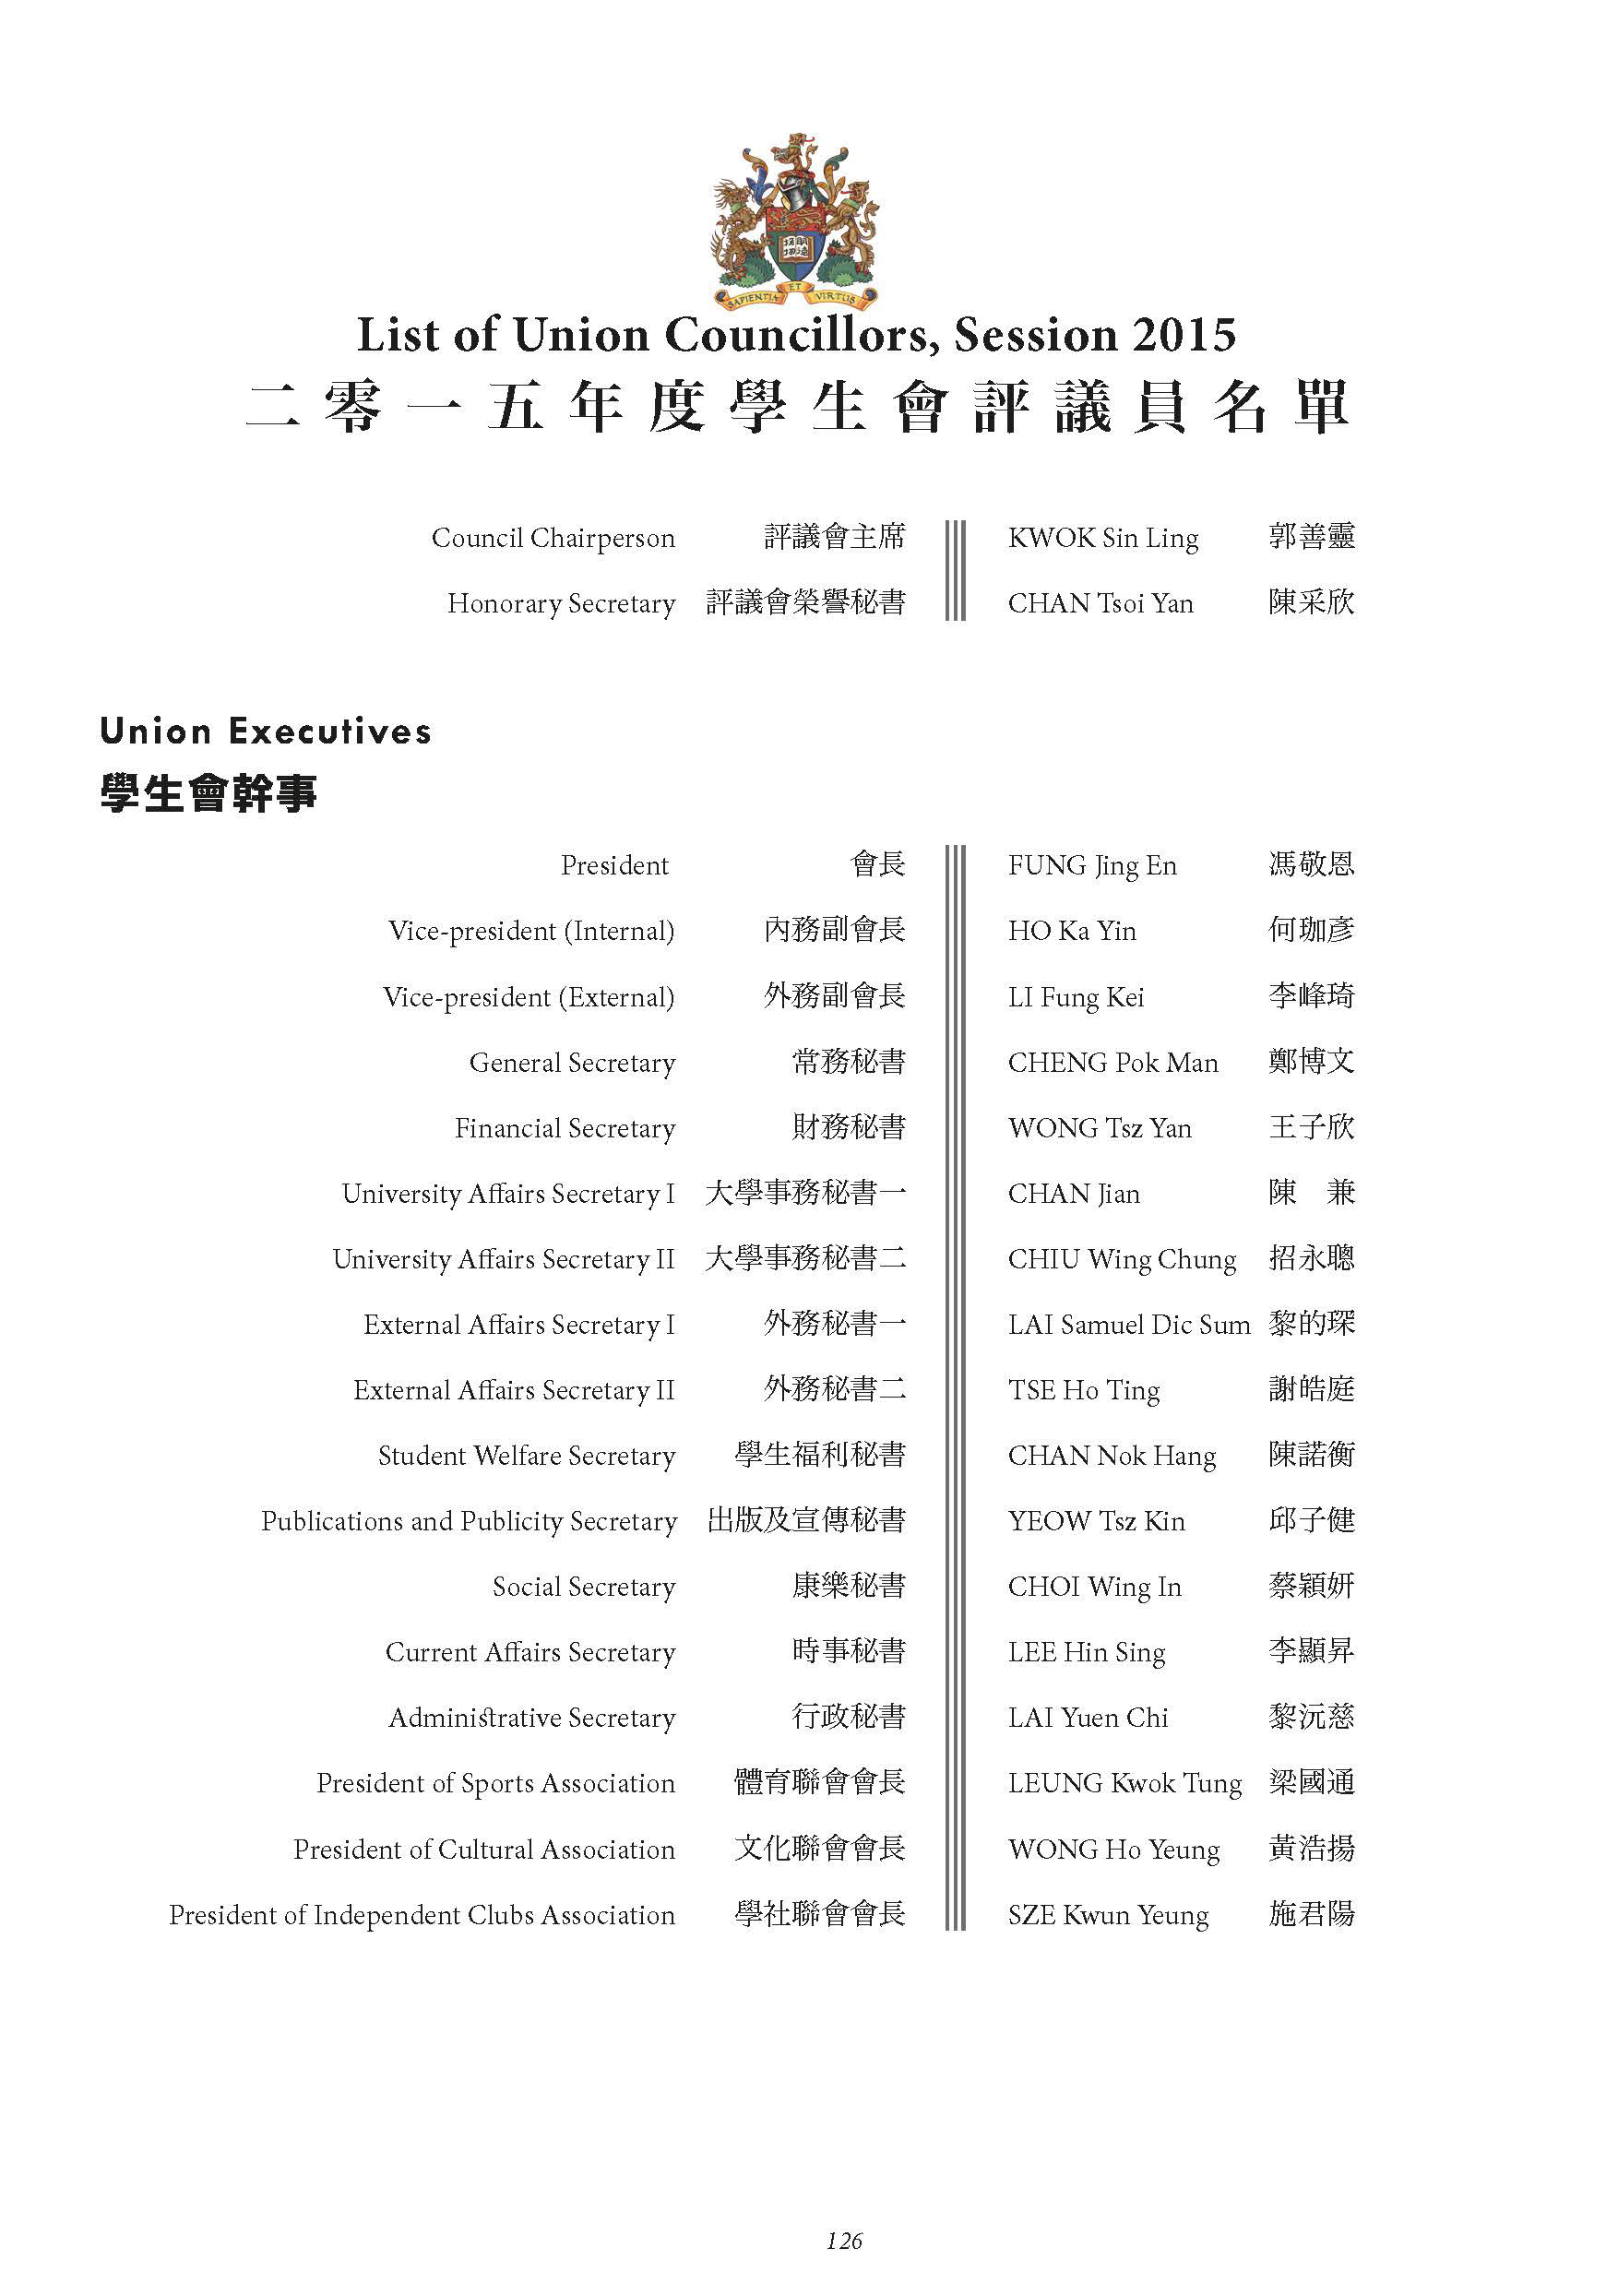 明德
格物
SAPIENTIA ET VIRTUS
List of Union Councillors, Session 2015
二零一五年度學生會評議員名單
Council Chairperson 評議會主席 KWOK Sin Ling 郭善靈
Honorary Secretary 評議會榮譽秘書 CHAN Tsoi Yan 陳采欣
Union Executives
學生會幹事
President 會長 FUNG Jing En 馮敬恩
Vice-president (Internal) 內務副會長 HO Ka Yin 何珈彥
Vice-president (External) 外務副會長 LI Fung Kei 李峰琦
General Secretary 常務秘書 CHENG Pok Man 鄭博文
Financial Secretary 財務秘書 WONG Tsz Yan 王子欣
University Affairs Secretary I 大學事務秘書一 CHAN Jian 陳 兼
University Affairs Secretary II 大學事務秘書二 CHIU Wing Chung 招永聰
External Affairs Secretary I 外務秘書一 LAI Samuel Dic Sum 黎的琛
External Affairs Secretary II 外務秘書二 TSE Ho Ting 謝皓庭
Student Welfare Secretary 學生福利秘書 CHAN Nok Hang 陳諾衡
Publications and Publicity Secretary 出版及宣傳秘書 YEOW Tsz Kin 邱子健
Social Secretary 康樂秘書 CHOI Wing In 蔡穎妍
Current Affairs Secretary 時事秘書 LEE Hin Sing 李顯昇
Administrative Secretary 行政秘書 LAI Yuen Chi 黎沅慈
President of Sports Association 體育聯會會長 LEUNG Kwok Tung 梁國通
President of Cultural Association 文化聯會會長 WONG Ho Yeung 黃浩揚
President of Independent Clubs Association 學社聯會會長 SZE Kwun Yeung 施君陽
126